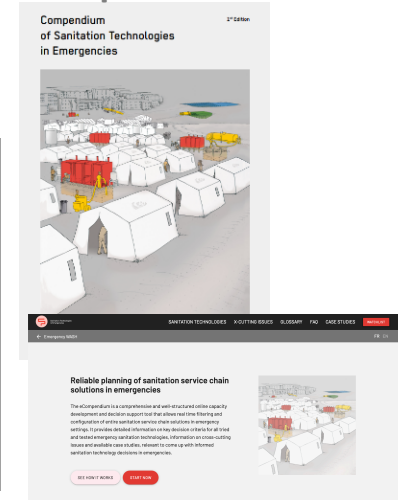 Compendium
of Sanitation Technologies
in Emergencies
1st Edition
SANITATION TECHNOLOGIES X-CUTTING ISSUES GLOSSARY FAQ CASE STUDIES
← Emergency WASH
FR EN
Reliable planning of sanitation service chain
solutions in emergencies
The eCompendium is a comprehensive and well-structured online capacity
development and decision support tool that allows real time filtering and
configuration of entire sanitation service chain solutions in emergency
settings. It provides detailed information on key decision criteria for all tried
and tested emergency sanitation technologies, information on cross-cutting
issues and available case studies, relevant to come up with informed
sanitation technology decisions in emergencies.
SEE HOW IT WORKS
START NOW